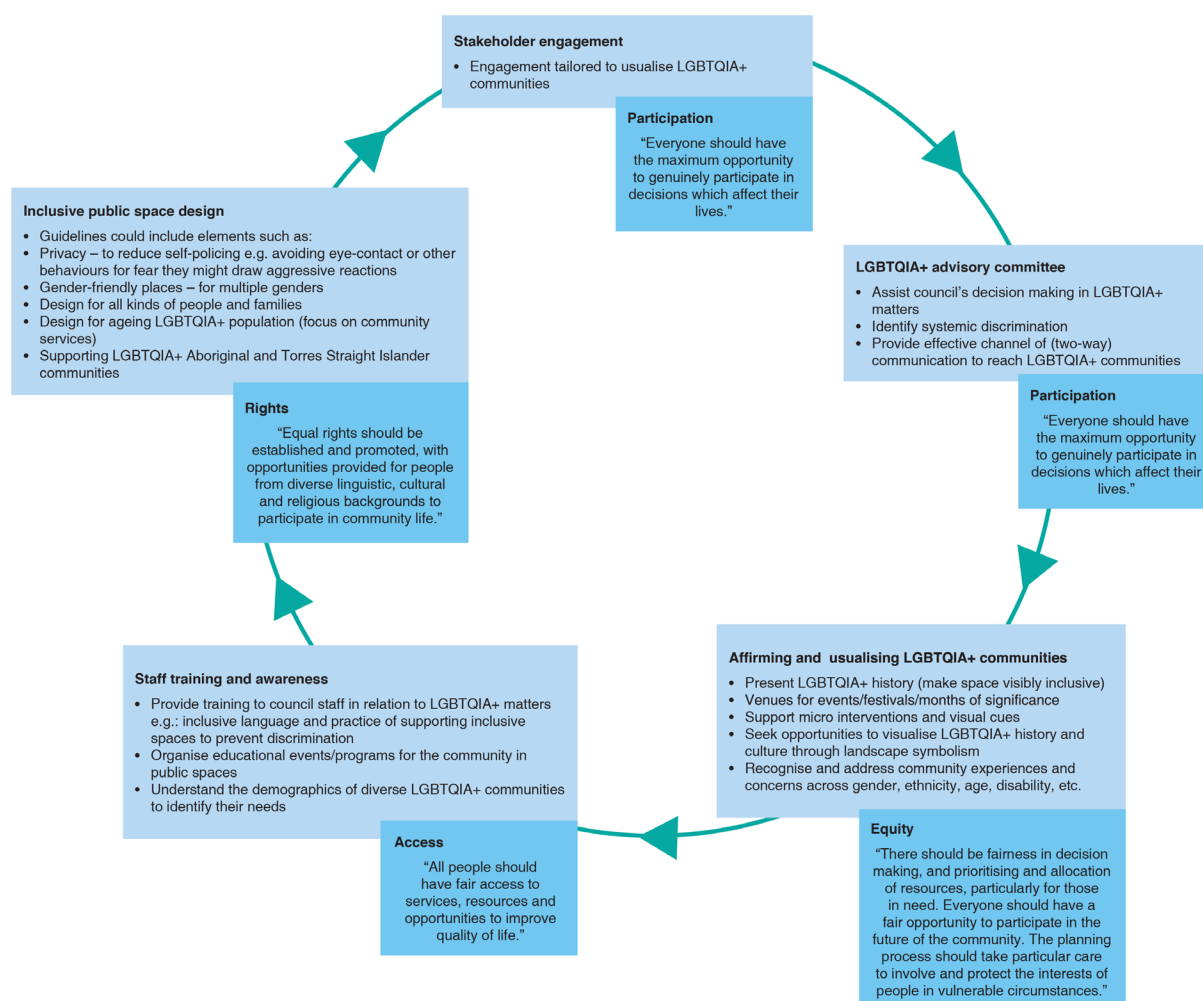 Stakeholder engagement
• Engagement tailored to usualise LGBTQIA+
communities
Participation
“Everyone should have
the maximum opportunity
to genuinely participate in
decisions which affect their
lives.”
LGBTQIA+ advisory committee
• Assist council’s decision making in LGBTQIA+
matters
• Identify systemic discrimination
• Provide effective channel of (two-way)
communication to reach LGBTQIA+ communities
Participation
“Everyone should have
the maximum opportunity
to genuinely participate in
decisions which affect their
lives.”
Affirming and usualising LGBTQIA+ communities
• Present LGBTQIA+ history (make space visibly inclusive)
• Venues for events/festivals/months of significance
• Support micro interventions and visual cues
• Seek opportunities to visualise LGBTQIA+ history and
culture through landscape symbolism
• Recognise and address community experiences and
concerns across gender, ethnicity, age, disability, etc.
Equity
“There should be fairness in decision
making, and prioritising and allocation
of resources, particularly for those
in need. Everyone should have a
fair opportunity to participate in the
future of the community. The planning
process should take particular care
to involve and protect the interests of
people in vulnerable circumstances.”
Staff training and awareness
• Provide training to council staff in relation to LGBTQIA+ matters
e.g.: inclusive language and practice of supporting inclusive
spaces to prevent discrimination
• Organise educational events/programs for the community in
public spaces
• Understand the demographics of diverse LGBTQIA+ communities
to identify their needs
Access
“All people should
have fair access to
services, resources and
opportunities to improve
quality of life.”
Inclusive public space design
• Guidelines could include elements such as:
• Privacy – to reduce self-policing e.g. avoiding eye-contact or other
behaviours for fear they might draw aggressive reactions
• Gender-friendly places – for multiple genders
• Design for all kinds of people and families
• Design for ageing LGBTQIA+ population (focus on community
services)
• Supporting LGBTQIA+ Aboriginal and Torres Straight Islander
communities
Rights
“Equal rights should be
established and promoted, with
opportunities provided for people
from diverse linguistic, cultural
and religious backgrounds to
participate in community life.”